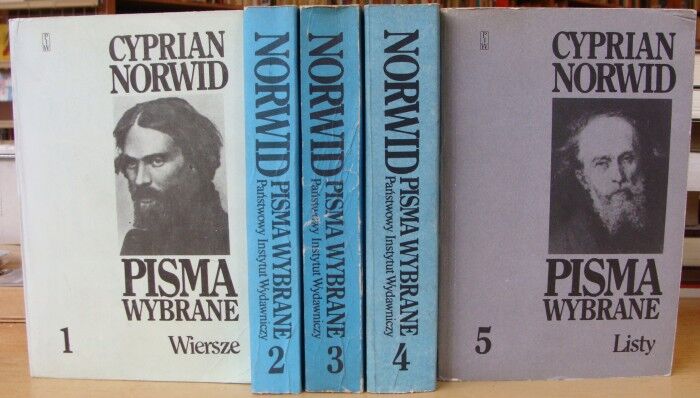 CYPRIAN
NORWID
PISMA
WYBRANE
1
Wiersze
NORWID
PISMA WYBRANE
Państwowy Instytut Wydawniczy
2
NORWID
PISMA WYBRANE
Państwowy Instytut Wydawniczy
3
NORWID
PISMA WYBRANE
Państwowy Instytut Wydawniczy
4
CYPRIAN
NORWID
PISMA
WYBRANE
5
Listy